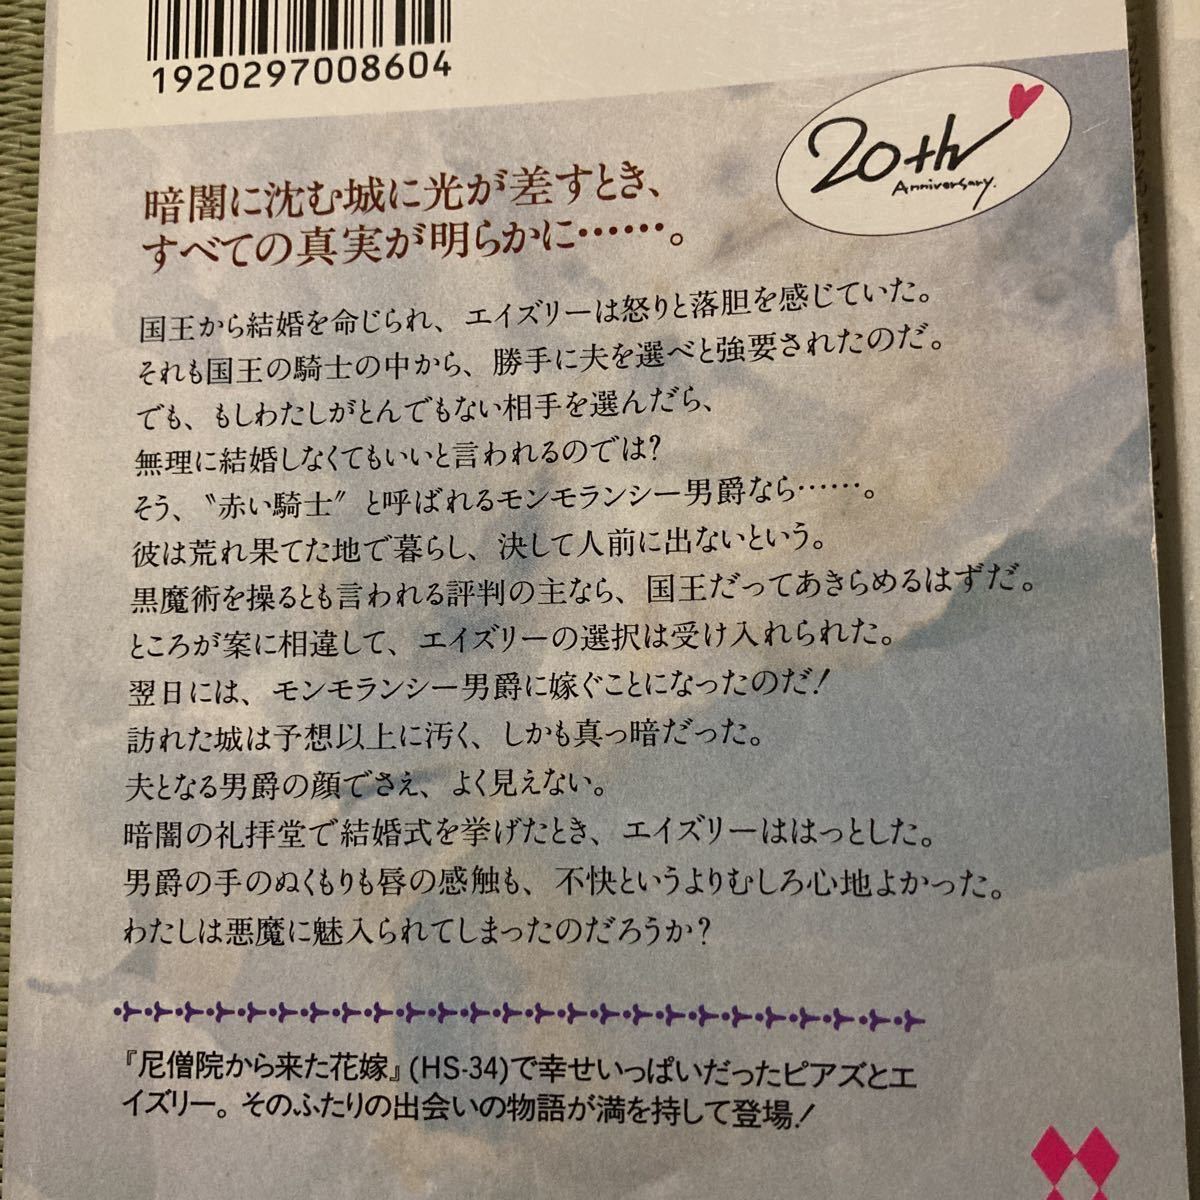 1920297008604
20th
Anniversary.
暗闇に沈む城に光が差すとき、
すべての真実が明らかに……。
国王から結婚を命じられ、エイズリーは怒りと落胆を感じていた。
それも国王の騎士の中から、勝手に夫を選べと強要されたのだ。
でも、もしわたしがとんでもない相手を選んだら、
無理に結婚しなくてもいいと言われるのでは？
そう、〝赤い騎士〟と呼ばれるモンモランシー男爵なら……。
彼は荒れ果てた地で暮らし、決して人前に出ないという。
黒魔術を操るとも言われる評判の主なら、国王だってあきらめるはずだ。
ところが案に相違して、エイズリーの選択は受け入れられた。
翌日には、モンモランシー男爵に嫁ぐことになったのだ！
訪れた城は予想以上に汚く、しかも真っ暗だった。
夫となる男爵の顔でさえ、よく見えない。
暗闇の礼拝堂で結婚式を挙げたとき、エイズリーははっとした。
男爵の手のぬくもりも唇の感触も、不快というよりむしろ心地よかった。
わたしは悪魔に魅入られてしまったのだろうか？
『尼僧院から来た花嫁』(HS-34)で幸せいっぱいだったピアズとエ
イズリー。そのふたりの出会いの物語が満を持して登場！